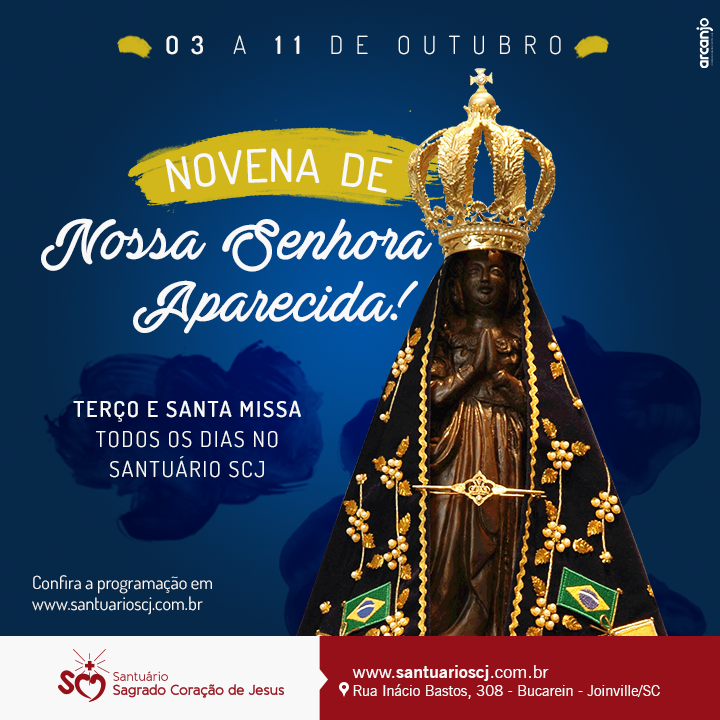 03 A 11 DE OUTUBRO
arcanjo
NOVENA DE
Nossa Senhora
Aparecida!
TERÇO E SANTA MISSA
TODOS OS DIAS NO
SANTUÁRIO SCJ
Confira a programação em
www.santuarioscj.com.br
SCJ
Santuário
Sagrado Coração de Jesus
www.santuarioscj.com.br
Rua Inácio Bastos, 308 - Bucarein - Joinville/SC